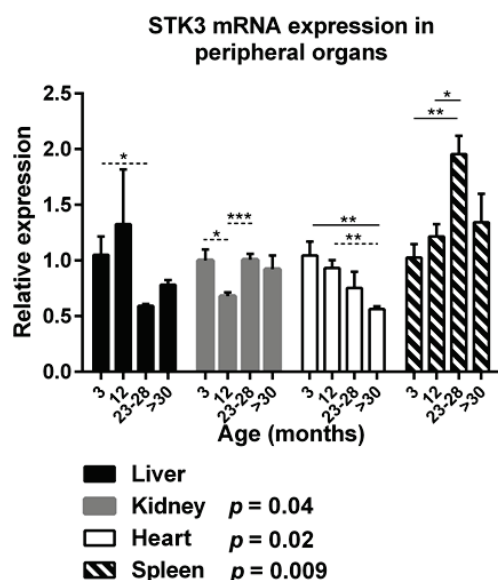 STK3 mRNA expression in
peripheral organs
Relative expression
2.5
2.0
1.5
1.0
0.5
0.0
*
* ***
** **
** *
3 12 23-28 >30 3 12 23-28 >30 3 12 23-28 >30 3 12 23-28 >30
Age (months)
Liver
Kidney p = 0.04
Heart p = 0.02
Spleen p = 0.009